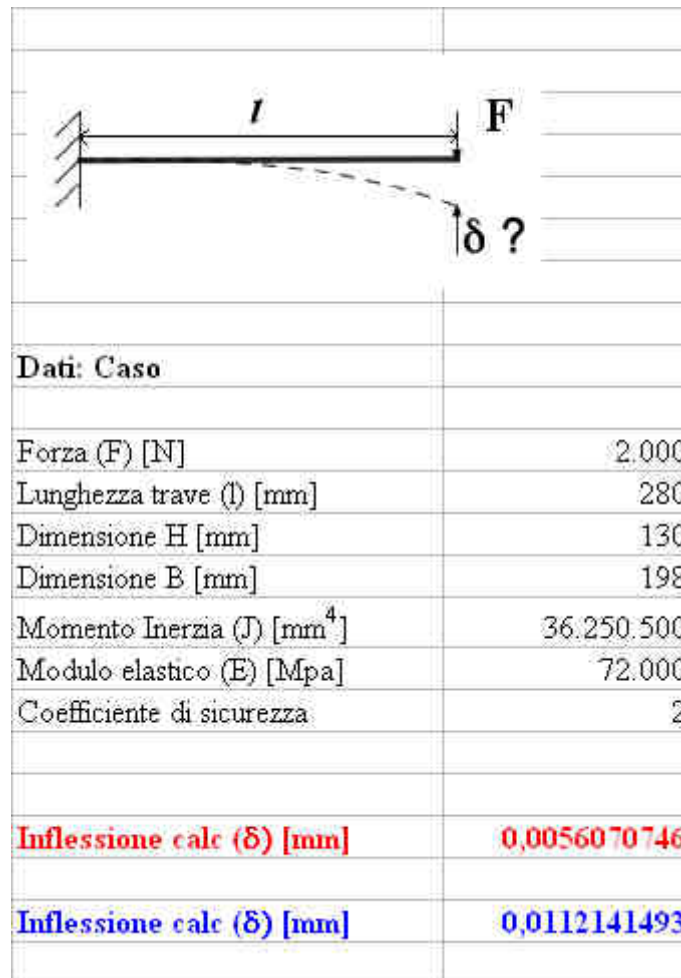 l
F
δ ?
Dati: Caso
Forza (F) [N] 2.000
Lunghezza trave (l) [mm] 280
Dimensione H [mm] 130
Dimensione B [mm] 198
Momento Inerzia (J) [mm⁴] 36.250.500
Modulo elastico (E) [Mpa] 72.000
Coefficiente di sicurezza 2
Inflessione calc (δ) [mm] 0,0056070746
Inflessione calc (δ) [mm] 0,0112141493